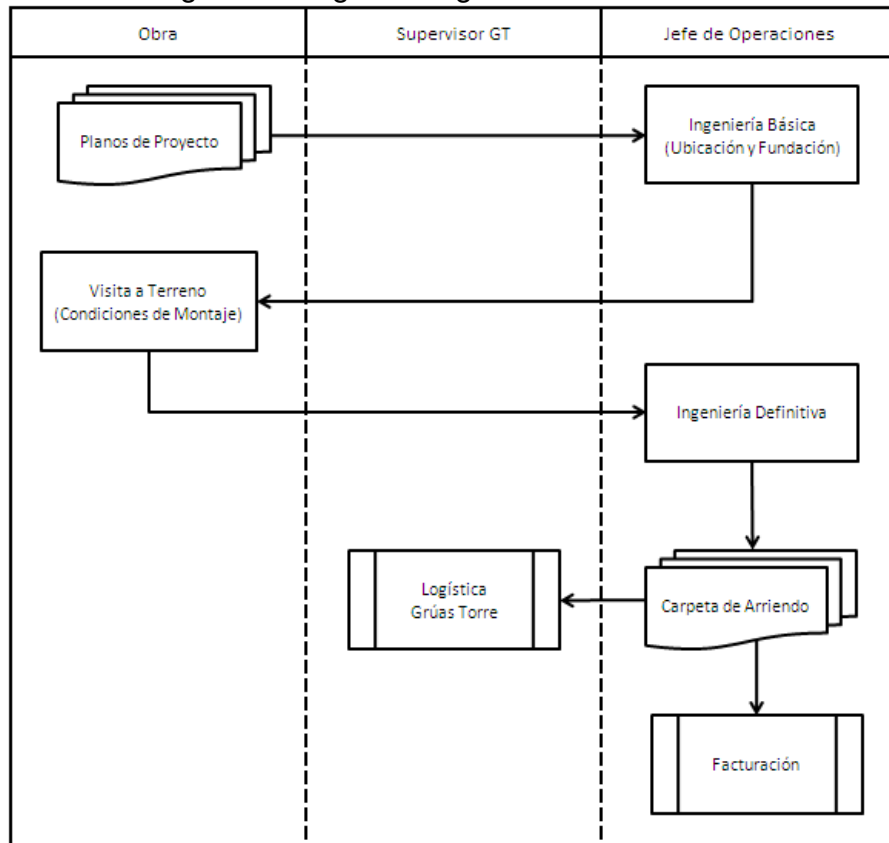 Obra
Supervisor GT
Jefe de Operaciones
Planos de Proyecto
Ingeniería Básica
(Ubicación y Fundación)
Visita a Terreno
(Condiciones de Montaje)
Ingeniería Definitiva
Logística
Grúas Torre
Carpeta de Arriendo
Facturación